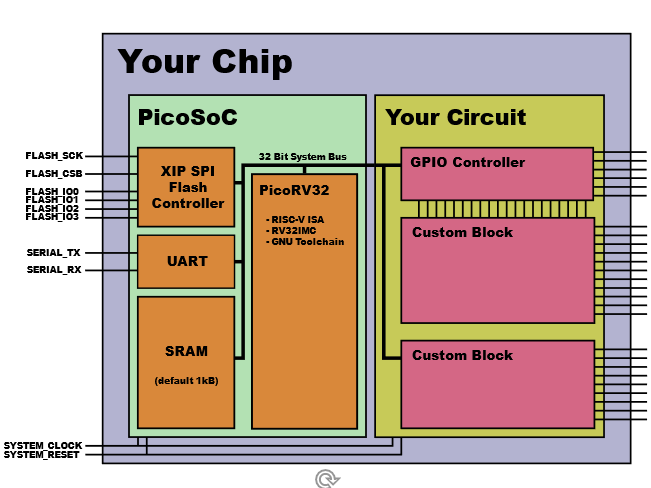 Your Chip
PicoSoC
Your Circuit
FLASH_SCK
FLASH_CSB
FLASH_IO0
FLASH_IO1
FLASH_IO2
FLASH_IO3
XIP SPI
Flash
Controller
32 Bit System Bus
PicoRV32
- RISC-V ISA
- RV32IMC
- GNU Toolchain
GPIO Controller
Custom Block
SERIAL_TX
SERIAL_RX
UART
SRAM
(default 1kB)
Custom Block
SYSTEM_CLOCK
SYSTEM_RESET